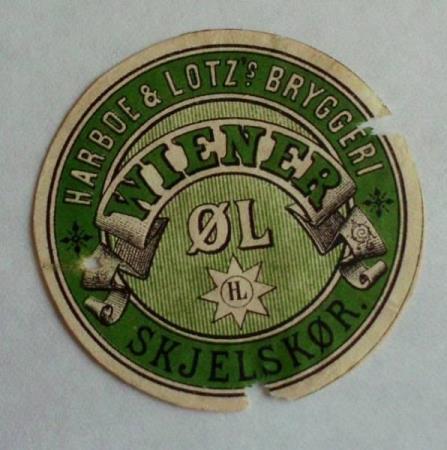 HARBOE & LOTZ'S BRYGGERI
WIENER
ØL
HL
SKJELSKØR.